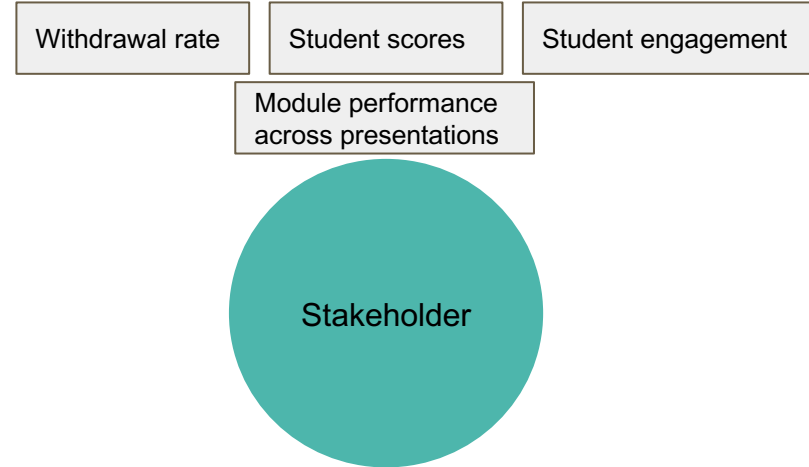 Withdrawal rate
Student scores
Student engagement
Module performance
across presentations
Stakeholder